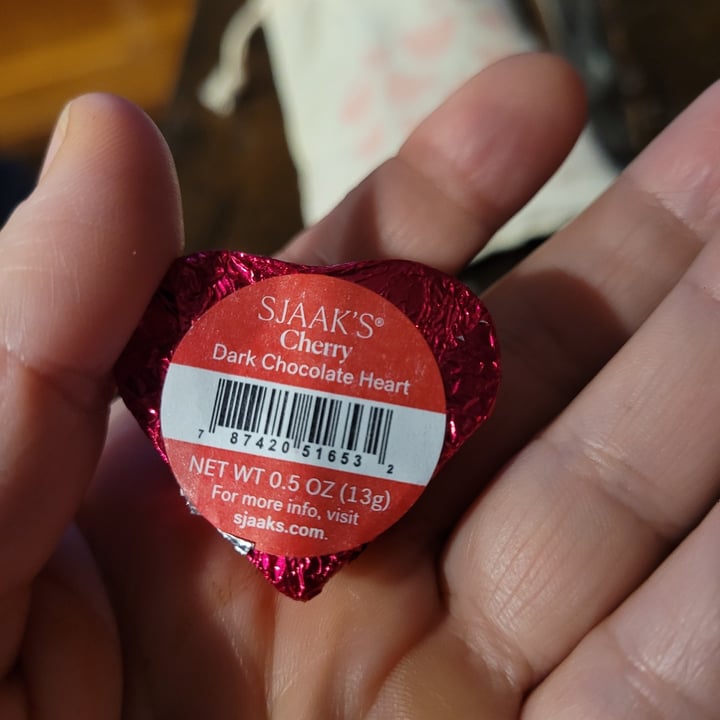 SJAAK'S®
Cherry
Dark Chocolate Heart
7 87420 51653 2
NET WT 0.5 OZ (13g)
For more info, visit
sjaaks.com.